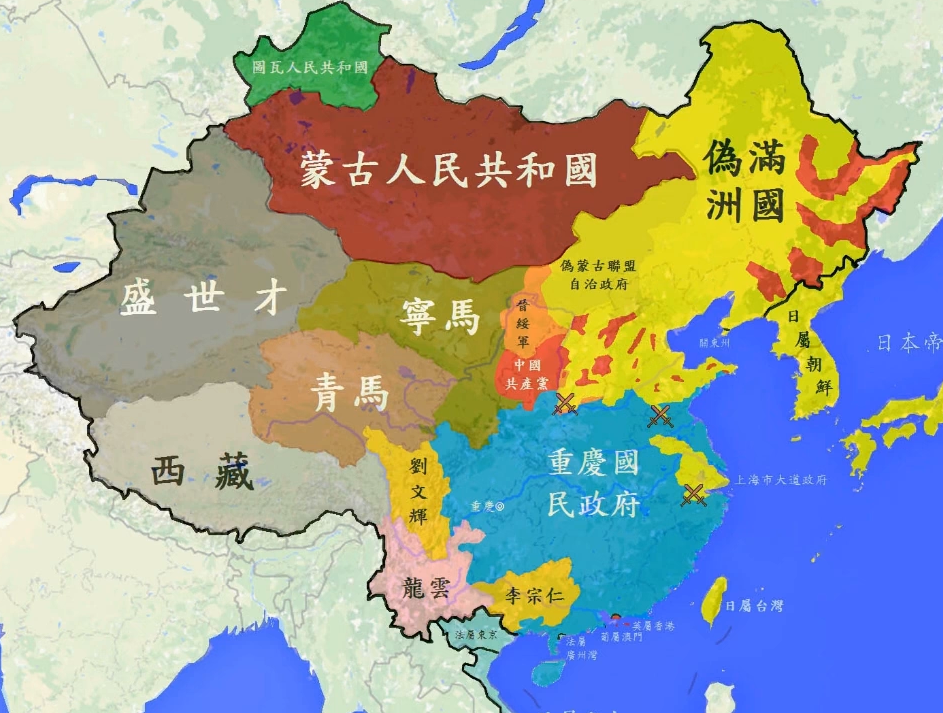 圖瓦人民共和國
蒙古人民共和國
偽滿
洲國
盛世才
寧馬
偽蒙古聯盟
自治政府
晉
綏
軍
中國
共產黨
關東州
日
屬
朝
鮮
日本帝
青馬
西藏
劉
文
輝
重慶國
民政府
重慶
上海市大道政府
龍雲
李宗仁
日屬台灣
英屬香港
葡屬澳門
法屬
廣州灣
法屬東京